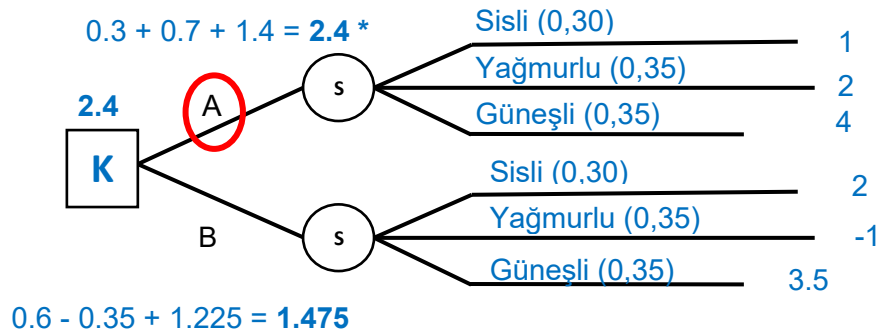 0.3 + 0.7 + 1.4 = 2.4 *
Sisli (0,30)
1
Yağmurlu (0,35)
2
Güneşli (0,35)
4
s
A
2.4
K
B
s
Sisli (0,30)
2
Yağmurlu (0,35)
-1
Güneşli (0,35)
3.5
0.6 - 0.35 + 1.225 = 1.475